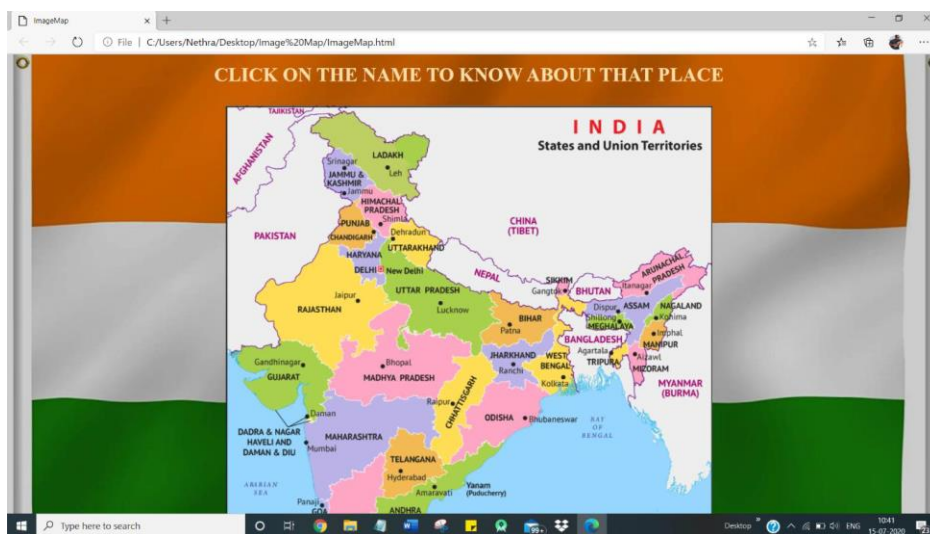 ImageMap
File | C:/Users/Nethra/Desktop/Image%20Map/ImageMap.html
CLICK ON THE NAME TO KNOW ABOUT THAT PLACE
INDIA
States and Union Territories
TAJIKISTAN
AFGHANISTAN
LADAKH
Leh
Srinagar
JAMMU &
KASHMIR
Jammu
HIMACHAL
PRADESH
Shimla
PUNJAB
CHANDIGARH
Dehradun
UTTARAKHAND
PAKISTAN
CHINA
(TIBET)
HARYANA
DELHI
New Delhi
NEPAL
SIKKIM
Gangtok
BHUTAN
ARUNACHAL
PRADESH
Itanagar
Jaipur
RAJASTHAN
UTTAR PRADESH
Lucknow
BIHAR
Patna
Dispur
ASSAM
NAGALAND
Kohima
Shillong
MEGHALAYA
Imphal
MANIPUR
BANGLADESH
Agartala
TRIPURA
Aizawl
MIZORAM
MYANMAR
(BURMA)
Gandhinagar
GUJARAT
Bhopal
MADHYA PRADESH
JHARKHAND
Ranchi
WEST
BENGAL
Kolkata
CHHATTISGARH
Raipur
ODISHA
Bhubaneswar
BAY
OF
BENGAL
Daman
DADRA & NAGAR
HAVELI AND
DAMAN & DIU
MAHARASHTRA
Mumbai
TELANGANA
Hyderabad
ARABIAN
SEA
Panaji
GOA
Amaravati
ANDHRA
Yanam
(Puducherry)
Type here to search
99+
Desktop
ENG
10:41
15-07-2020
23